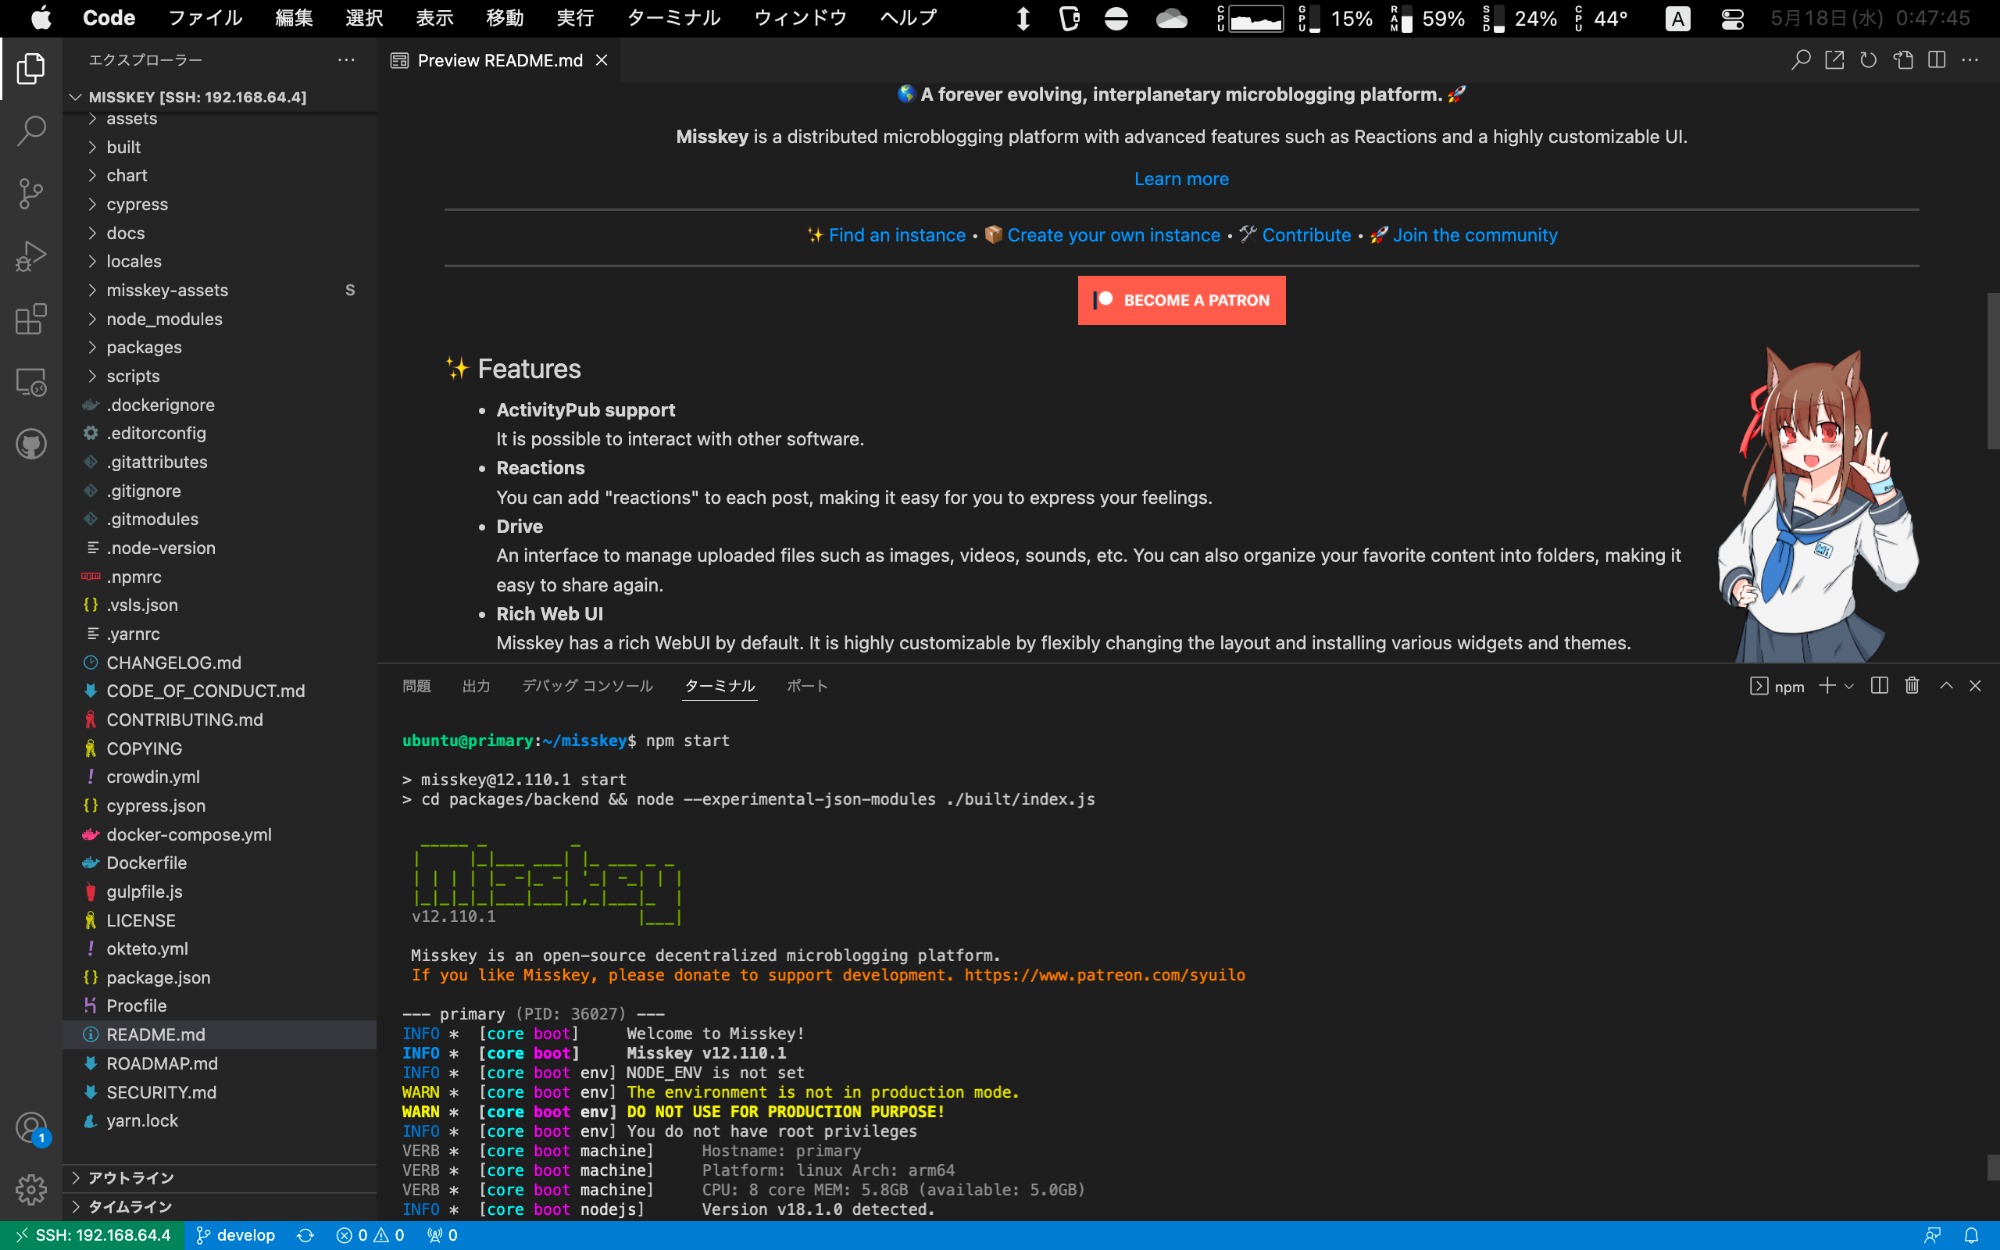 Code ファイル 編集 選択 表示 移動 実行 ターミナル ウィンドウ ヘルプ CPU GPU 15% RAM 59% SSD 24% CPU 44° A 5月18日(水) 0:47:45
エクスプローラー
MISSKEY [SSH: 192.168.64.4]
assets
built
chart
cypress
docs
locales
misskey-assets S
node_modules
packages
scripts
.dockerignore
.editorconfig
.gitattributes
.gitignore
.gitmodules
.node-version
.npmrc
.vsls.json
.yarnrc
CHANGELOG.md
CODE_OF_CONDUCT.md
CONTRIBUTING.md
COPYING
crowdin.yml
cypress.json
docker-compose.yml
Dockerfile
gulpfile.js
LICENSE
okteto.yml
package.json
Procfile
README.md
ROADMAP.md
SECURITY.md
yarn.lock
アウトライン
タイムライン
1
Preview README.md
🌎 A forever evolving, interplanetary microblogging platform. 🚀
Misskey is a distributed microblogging platform with advanced features such as Reactions and a highly customizable UI.
Learn more
✨ Find an instance • 📦 Create your own instance • 🛠️ Contribute • 🚀 Join the community
BECOME A PATRON
✨ Features
• ActivityPub support
It is possible to interact with other software.
• Reactions
You can add "reactions" to each post, making it easy for you to express your feelings.
• Drive
An interface to manage uploaded files such as images, videos, sounds, etc. You can also organize your favorite content into folders, making it
easy to share again.
• Rich Web UI
Misskey has a rich WebUI by default. It is highly customizable by flexibly changing the layout and installing various widgets and themes.
問題 出力 デバッグ コンソール ターミナル ポート npm
ubuntu@primary:~/misskey$ npm start
> misskey@12.110.1 start
> cd packages/backend && node --experimental-json-modules ./built/index.js
Misskey
v12.110.1
Misskey is an open-source decentralized microblogging platform.
If you like Misskey, please donate to support development. https://www.patreon.com/syuilo
--- primary (PID: 36027) ---
INFO * [core boot] Welcome to Misskey!
INFO * [core boot] Misskey v12.110.1
INFO * [core boot env] NODE_ENV is not set
WARN * [core boot env] The environment is not in production mode.
WARN * [core boot env] DO NOT USE FOR PRODUCTION PURPOSE!
INFO * [core boot env] You do not have root privileges
VERB * [core boot machine] Hostname: primary
VERB * [core boot machine] Platform: linux Arch: arm64
VERB * [core boot machine] CPU: 8 core MEM: 5.8GB (available: 5.0GB)
INFO * [core boot nodejs] Version v18.1.0 detected.
SSH: 192.168.64.4 develop 0 0 0